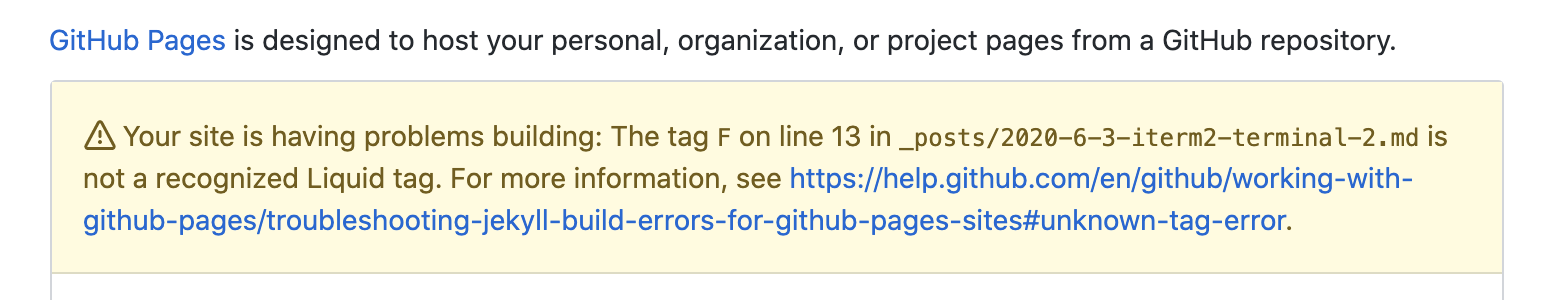 GitHub Pages is designed to host your personal, organization, or project pages from a GitHub repository.
Your site is having problems building: The tag F on line 13 in _posts/2020-6-3-iterm2-terminal-2.md is
not a recognized Liquid tag. For more information, see https://help.github.com/en/github/working-with-
github-pages/troubleshooting-jekyll-build-errors-for-github-pages-sites#unknown-tag-error.